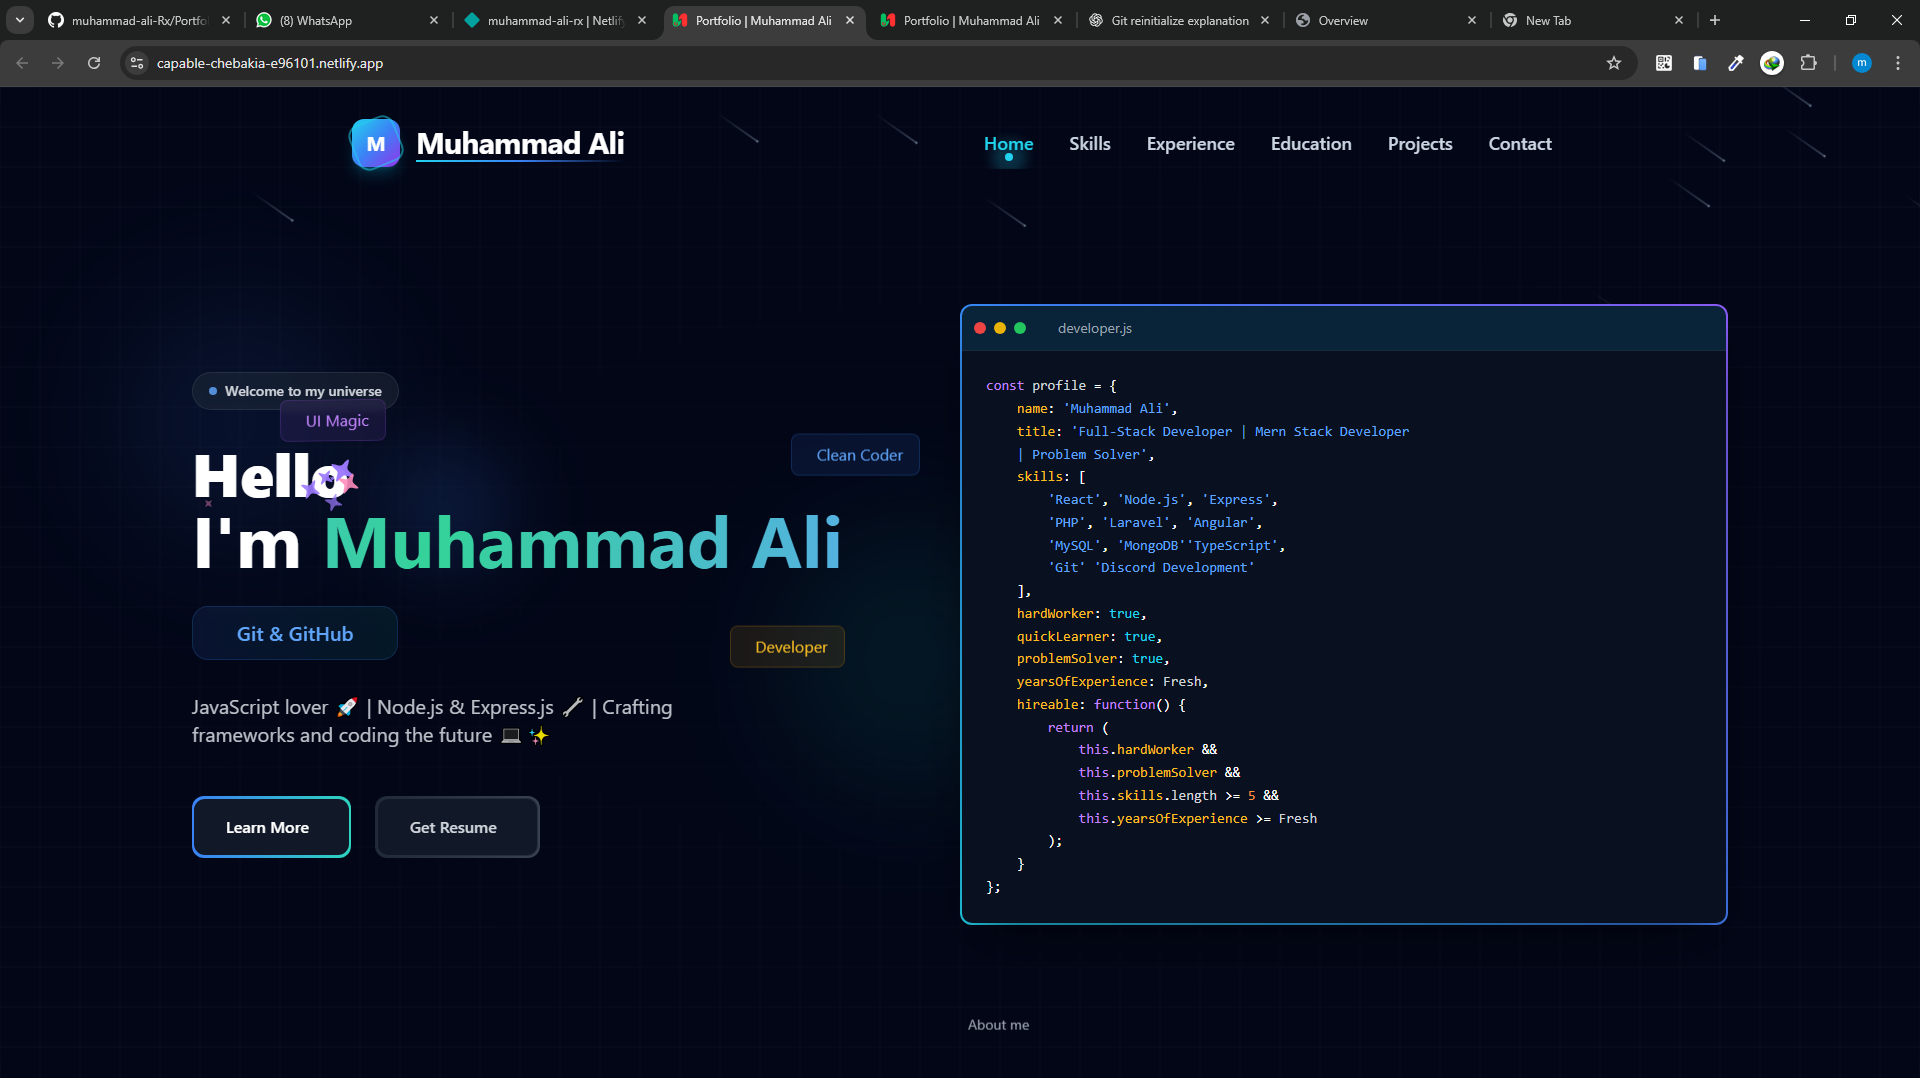 muhammad-ali-Rx/Portfo
(8) WhatsApp
muhammad-ali-rx | Netlify
Portfolio | Muhammad Ali
Portfolio | Muhammad Ali
Git reinitialize explanation
Overview
New Tab
capable-chebakia-e96101.netlify.app
m
M
Muhammad Ali
Home
Skills
Experience
Education
Projects
Contact
Welcome to my universe
UI Magic
Clean Coder
Hello
I'm Muhammad Ali
Git & GitHub
Developer
JavaScript lover 🚀 | Node.js & Express.js 🔧 | Crafting
frameworks and coding the future 💻 ✨
Learn More
Get Resume
developer.js
const profile = {
name: 'Muhammad Ali',
title: 'Full-Stack Developer | Mern Stack Developer
| Problem Solver',
skills: [
'React', 'Node.js', 'Express',
'PHP', 'Laravel', 'Angular',
'MySQL', 'MongoDB''TypeScript',
'Git' 'Discord Development'
],
hardWorker: true,
quickLearner: true,
problemSolver: true,
yearsOfExperience: Fresh,
hireable: function() {
return (
this.hardWorker &&
this.problemSolver &&
this.skills.length >= 5 &&
this.yearsOfExperience >= Fresh
);
}
};
About me